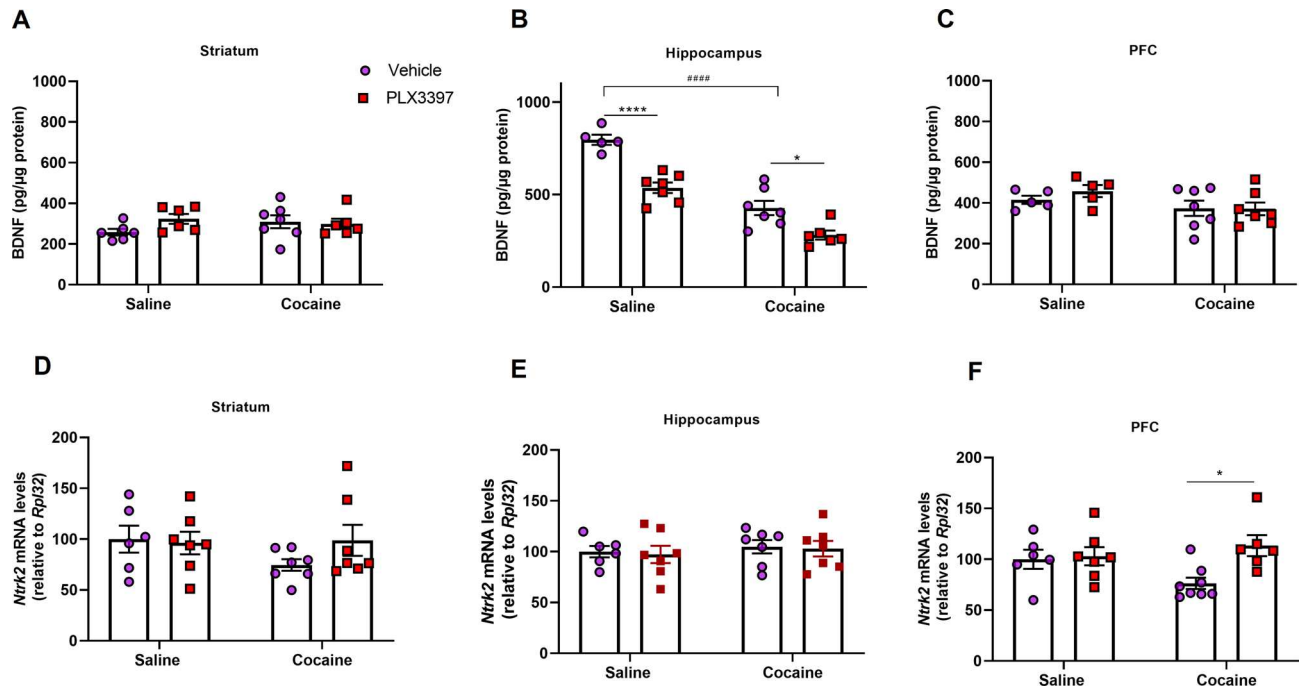 A
Striatum
BDNF (pg/µg protein)
1000
800
600
400
200
0
Saline
Cocaine
Vehicle
PLX3397
B
Hippocampus
BDNF (pg/µg protein)
1000
500
0
####
****
*
Saline
Cocaine
C
PFC
BDNF (pg/µg protein)
1000
800
600
400
200
0
Saline
Cocaine
D
Striatum
Ntrk2 mRNA levels
(relative to Rpl32)
200
150
100
50
0
Saline
Cocaine
E
Hippocampus
Ntrk2 mRNA levels
(relative to Rpl32)
200
150
100
50
0
Saline
Cocaine
F
PFC
Ntrk2 mRNA levels
(relative to Rpl32)
200
150
100
50
0
*
Saline
Cocaine